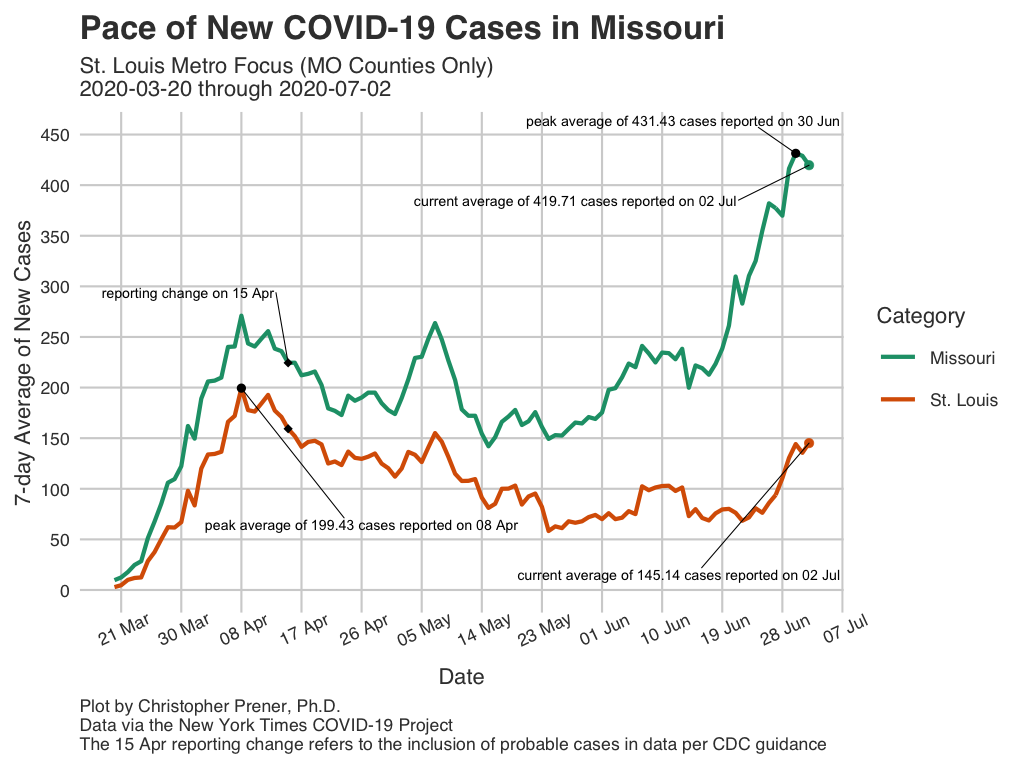 Pace of New COVID-19 Cases in Missouri
St. Louis Metro Focus (MO Counties Only)
2020-03-20 through 2020-07-02
peak average of 431.43 cases reported on 30 Jun
current average of 419.71 cases reported on 02 Jul
reporting change on 15 Apr
peak average of 199.43 cases reported on 08 Apr
current average of 145.14 cases reported on 02 Jul
7-day Average of New Cases
450
400
350
300
250
200
150
100
50
0
21 Mar
30 Mar
08 Apr
17 Apr
26 Apr
05 May
14 May
23 May
01 Jun
10 Jun
19 Jun
28 Jun
07 Jul
Date
Category
Missouri
St. Louis
Plot by Christopher Prener, Ph.D.
Data via the New York Times COVID-19 Project
The 15 Apr reporting change refers to the inclusion of probable cases in data per CDC guidance